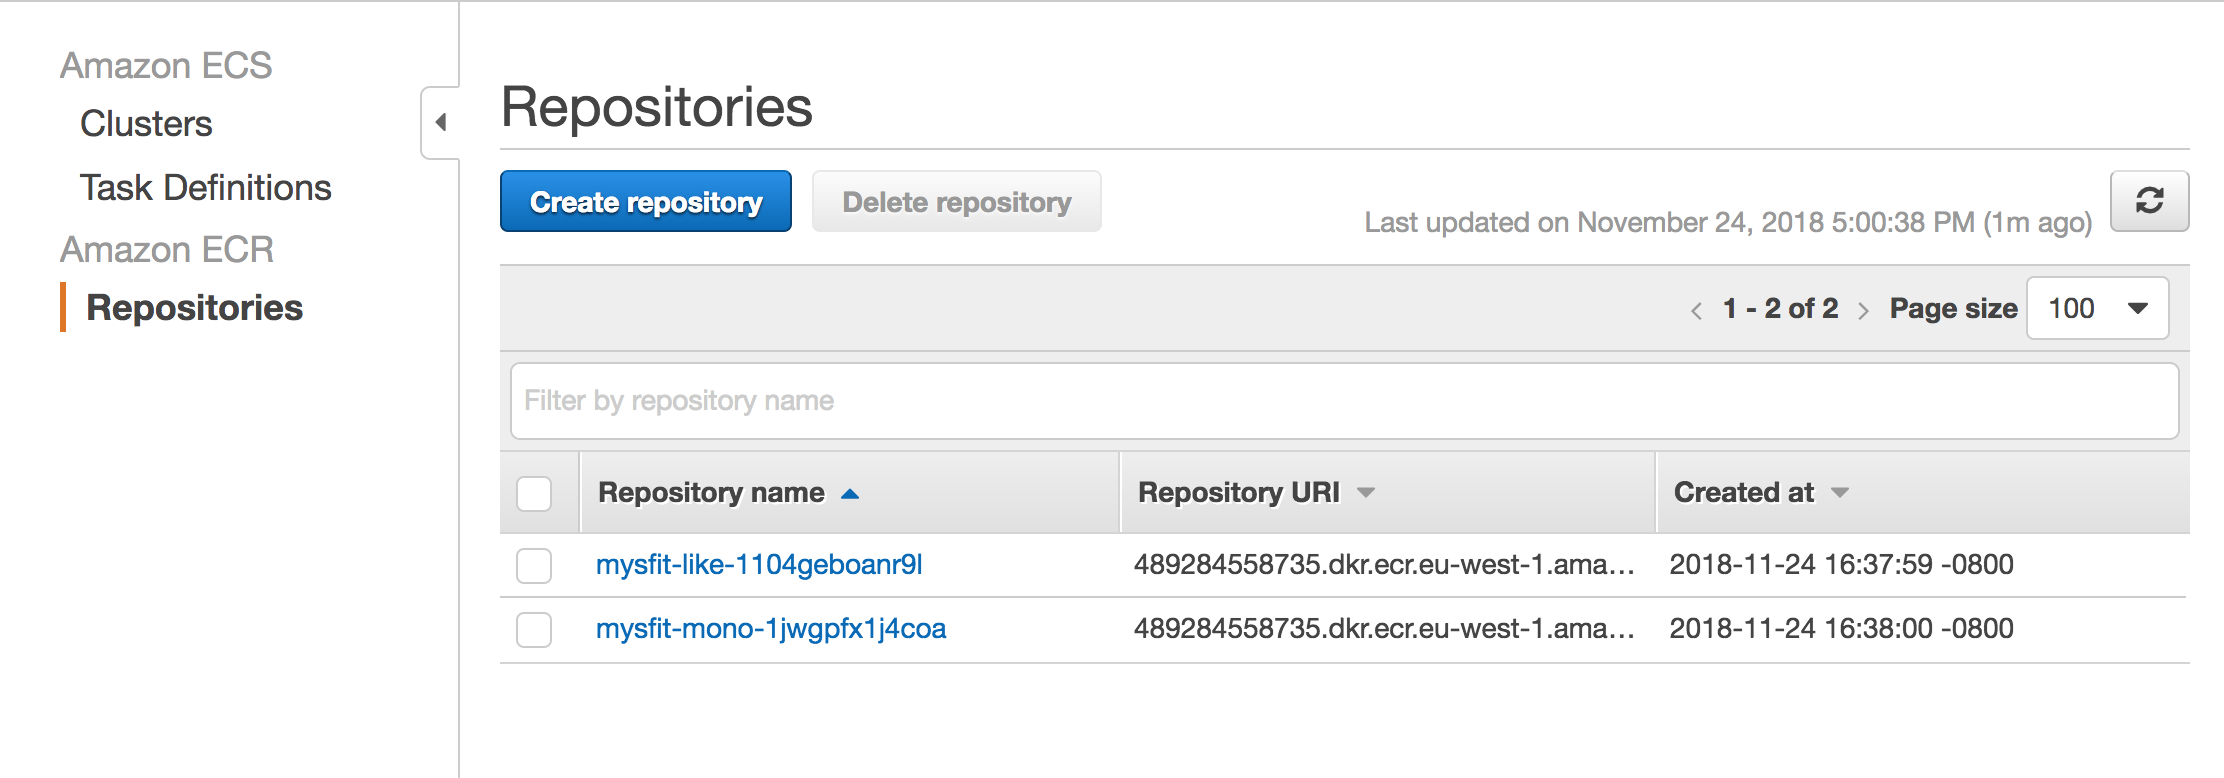 Amazon ECS
Clusters
Task Definitions
Amazon ECR
Repositories
Repositories
Create repository
Delete repository
Last updated on November 24, 2018 5:00:38 PM (1m ago)
1 - 2 of 2
Page size
100
Filter by repository name
Repository name
Repository URI
Created at
mysfit-like-1104geboanr9l
489284558735.dkr.ecr.eu-west-1.ama...
2018-11-24 16:37:59 -0800
mysfit-mono-1jwgpfx1j4coa
489284558735.dkr.ecr.eu-west-1.ama...
2018-11-24 16:38:00 -0800